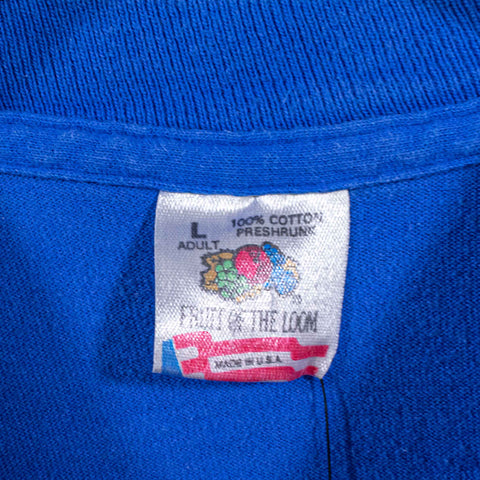 L 100% COTTON
ADULT PRESHRUNK
FRUIT OF THE LOOM
MADE IN U.S.A.